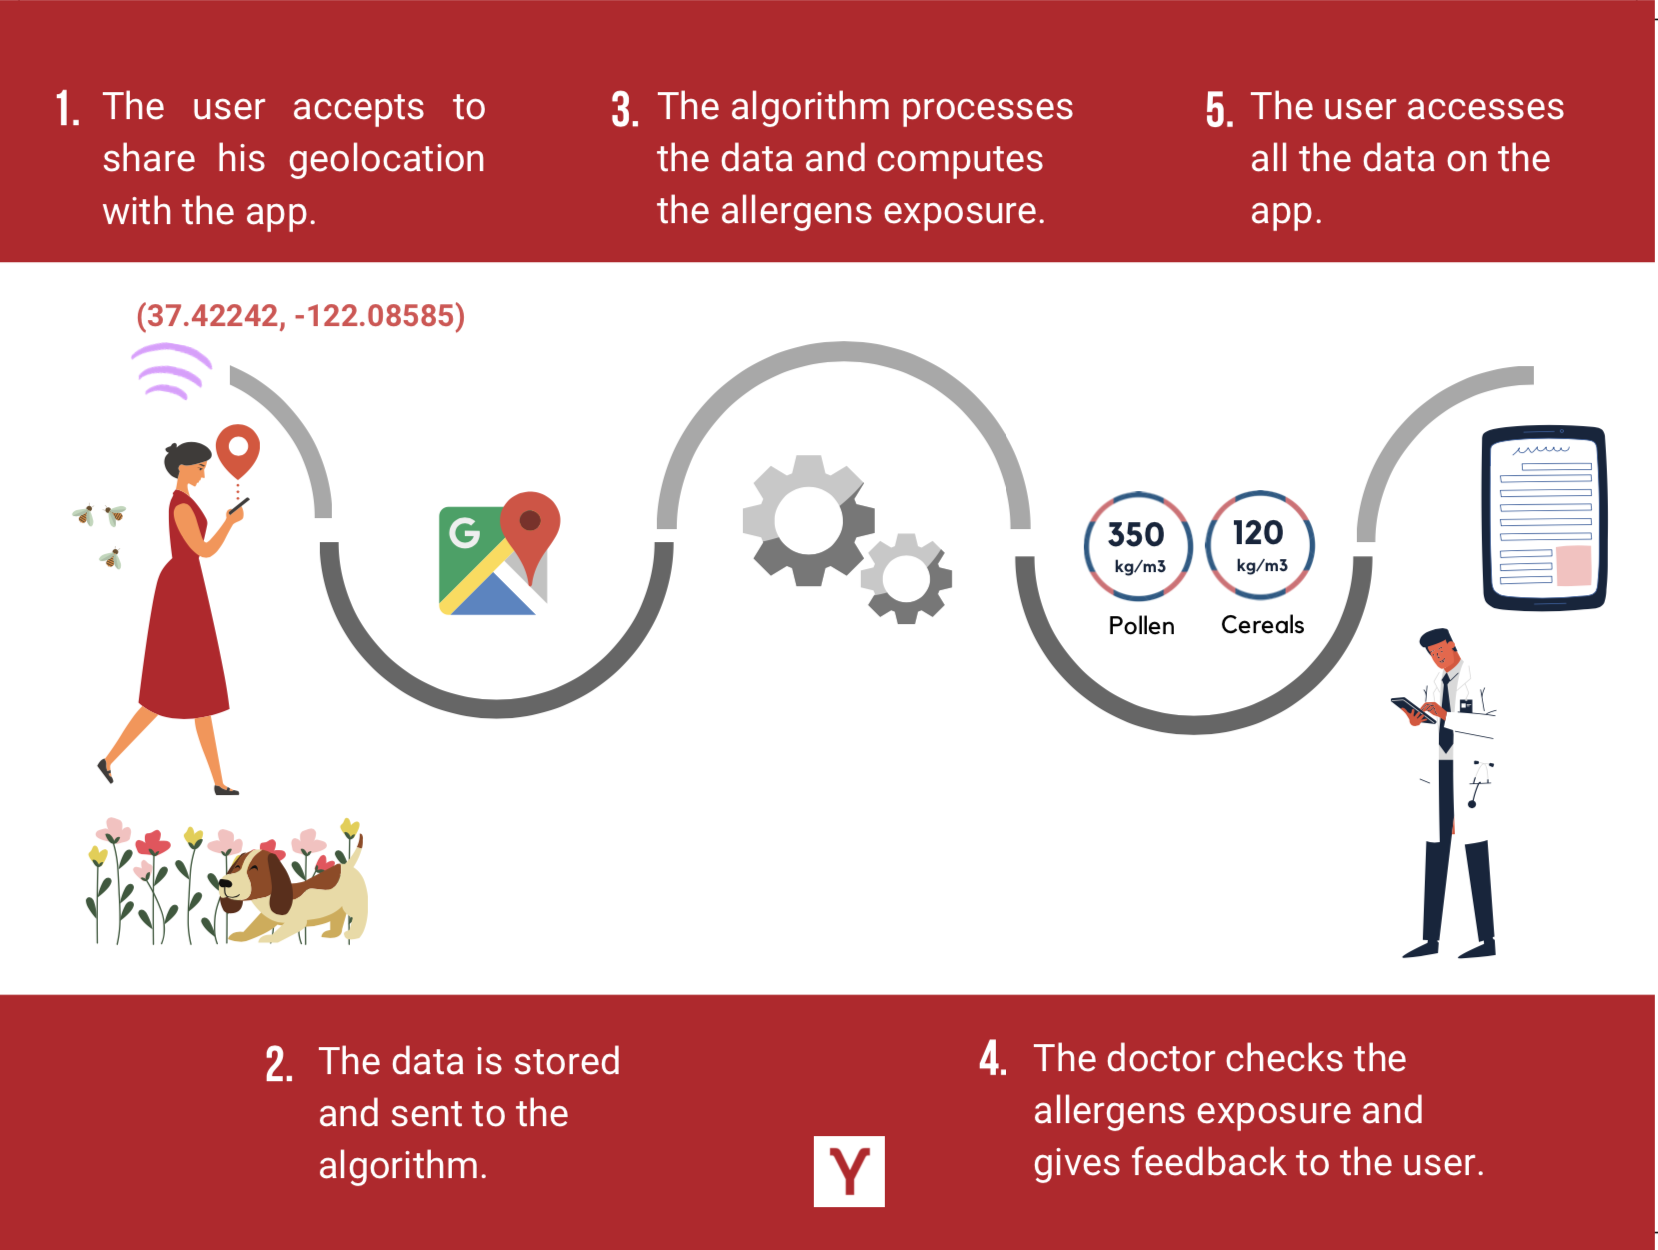 1. The user accepts to
share his geolocation
with the app.
3. The algorithm processes
the data and computes
the allergens exposure.
5. The user accesses
all the data on the
app.
(37.42242, -122.08585)
G
350
kg/m3
Pollen
120
kg/m3
Cereals
2. The data is stored
and sent to the
algorithm.
4. The doctor checks the
allergens exposure and
gives feedback to the user.
Y